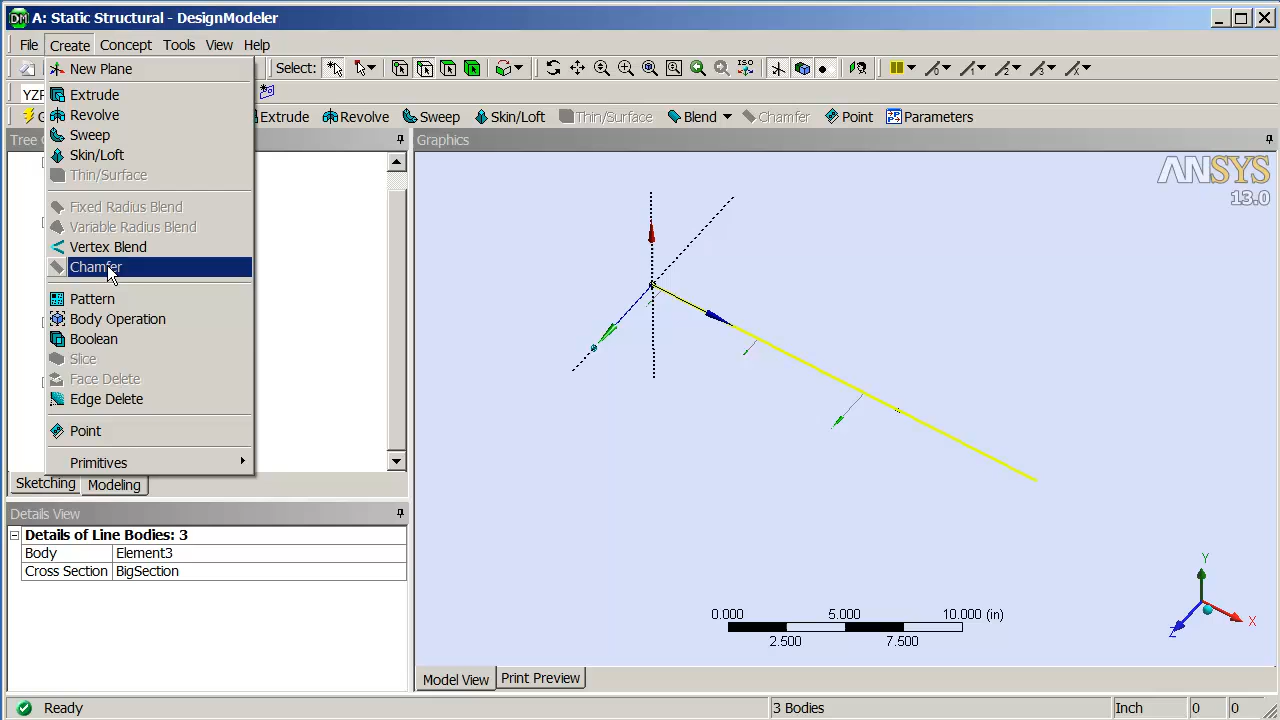 DM A: Static Structural - DesignModeler
File Create Concept Tools View Help
Select:
ISO
New Plane
Extrude
Revolve
Sweep
Skin/Loft
Thin/Surface
Fixed Radius Blend
Variable Radius Blend
Vertex Blend
Chamfer
Pattern
Body Operation
Boolean
Slice
Face Delete
Edge Delete
Point
Primitives
Extrude Revolve Sweep Skin/Loft Thin/Surface Blend Chamfer Point Parameters
Tree
Graphics
ANSYS
13.0
Sketching Modeling
Details View
Details of Line Bodies: 3
Body Element3
Cross Section BigSection
0.000 5.000 10.000 (in)
2.500 7.500
Y
X
Z
Model View Print Preview
Ready 3 Bodies Inch 0 0